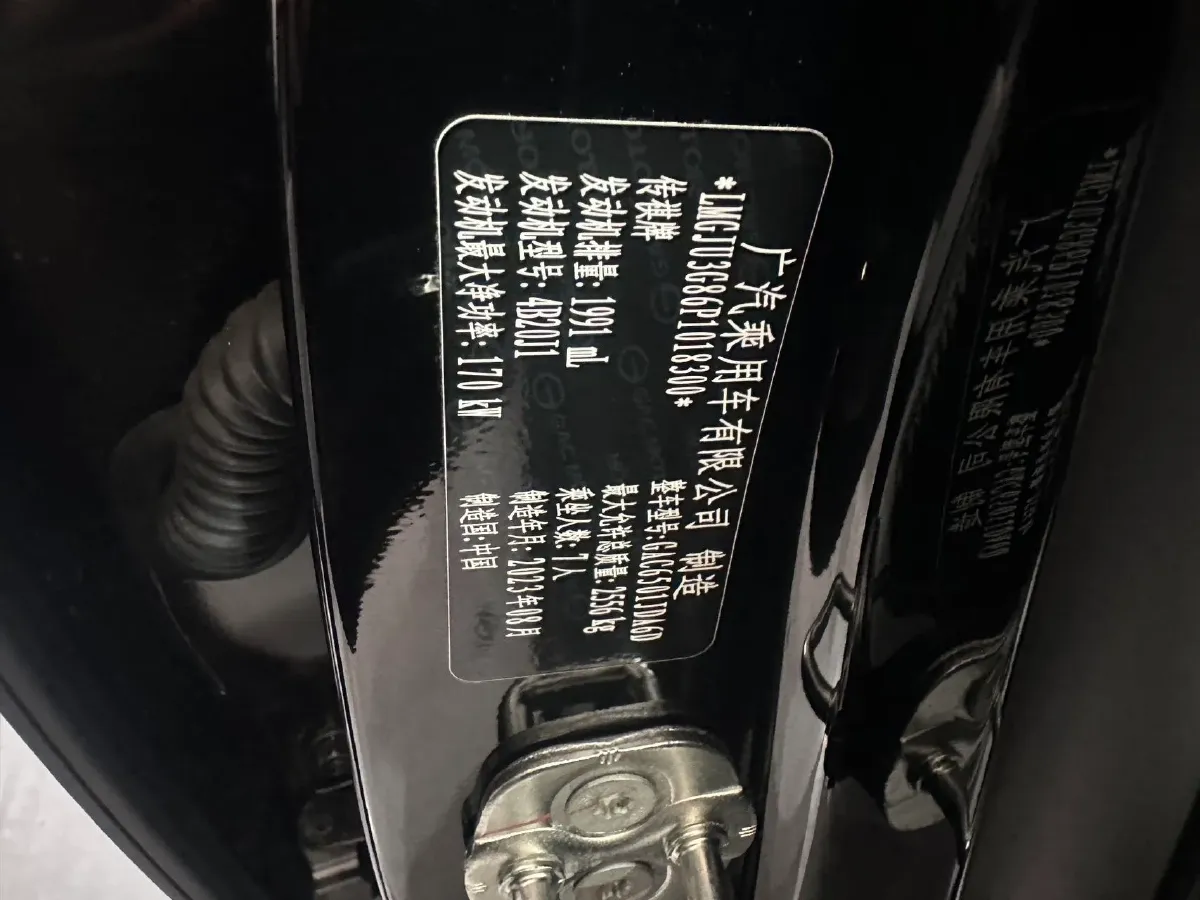 广汽乘用车有限公司 制造
*LMGJU3G86P1018300*
传祺牌
整车型号:GAC6501JDA6D
发动机排量: 1991 mL
最大允许总质量:2556 kg
发动机型号: 4B20J1
乘坐人数: 7人
发动机最大净功率: 170 kW
制造年月: 2023年08月
制造国:中国